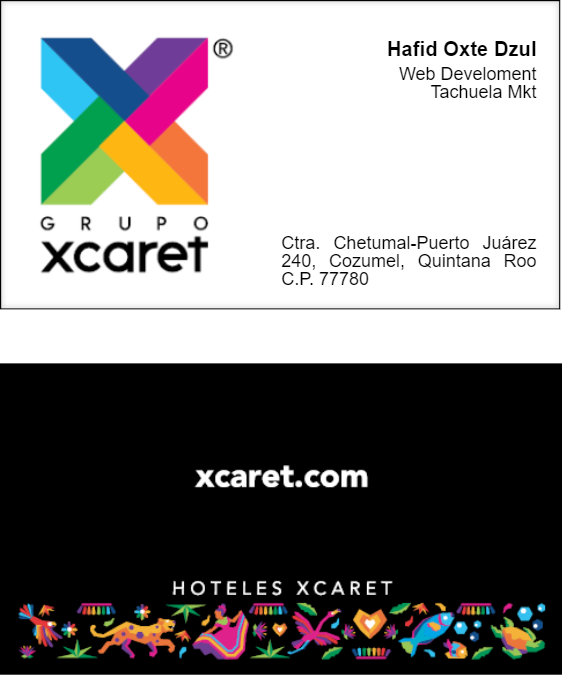 ®
Hafid Oxte Dzul
Web Develoment
Tachuela Mkt
GRUPO
xcaret
Ctra. Chetumal-Puerto Juárez
240, Cozumel, Quintana Roo
C.P. 77780
xcaret.com
HOTELES XCARET